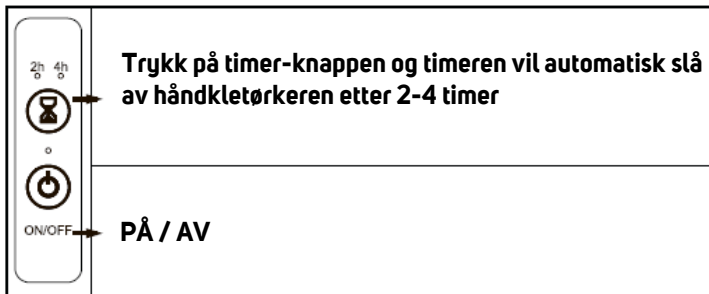 2h 4h
Trykk på timer-knappen og timeren vil automatisk slå
av håndkletørkeren etter 2-4 timer
ON/OFF
PÅ / AV